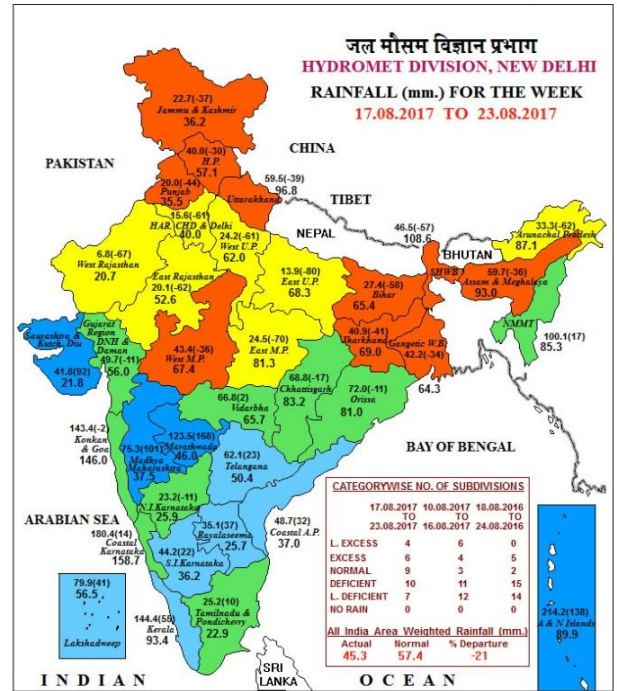 जल मौसम विज्ञान प्रभाग
HYDROMET DIVISION, NEW DELHI
RAINFALL (mm.) FOR THE WEEK
17.08.2017 TO 23.08.2017
22.7(-37)
Jammu & Kashmir
36.2
CHINA
40.0(-30)
H.P.
57.1
PAKISTAN
20.0(-44)
Punjab
35.5
59.5(-39)
96.8
Uttarakhand
TIBET
15.6(-61)
HAR. CHD & Delhi
40.0
24.2(-61)
West U.P.
62.0
NEPAL
46.5(-57)
108.6
BHUTAN
33.3(-62)
Arunachal Pradesh
87.1
6.8(-67)
West Rajasthan
20.7
East Rajasthan
20.1(-62)
52.6
13.9(-80)
East U.P.
68.3
27.4(-58)
Bihar
65.4
SHWB
59.7(-36)
Assam & Meghalaya
93.0
NMMT
100.1(17)
85.3
Saurashtra &
Kutch, Diu
41.8(92)
21.8
Gujarat
Region
DNH &
Daman
49.7(-11)
56.0
43.4(-36)
West M.P.
67.4
24.5(-70)
East M.P.
81.3
40.9(-41)
Jharkhand
69.0
Gangetic W.B.
42.2(-34)
64.3
68.8(-17)
Chhattisgarh
83.2
72.0(-11)
Orissa
81.0
66.8(2)
Vidarbha
65.7
143.4(-2)
Konkan
& Goa
146.0
75.3(101)
Madhya
Maharashtra
37.5
123.5(168)
Marathwada
46.0
62.1(23)
Telangana
50.4
BAY OF BENGAL
ARABIAN SEA
23.2(-11)
N.I.Karnataka
25.9
180.4(14)
Coastal
Karnataka
158.7
35.1(37)
Rayalaseema
25.7
48.7(32)
Coastal A.P.
37.0
44.2(22)
S.I.Karnataka
36.2
79.9(41)
56.5
Lakshadweep
144.4(55)
Kerala
93.4
25.2(10)
Tamilnadu &
Pondicherry
22.9
214.2(138)
A & N Islands
89.9
CATEGORYWISE NO. OF SUBDIVISIONS
17.08.2017 10.08.2017 18.08.2016
TO TO TO
23.08.2017 16.08.2017 24.08.2016
L. EXCESS 4 6 0
EXCESS 6 4 5
NORMAL 9 3 2
DEFICIENT 10 11 15
L. DEFICIENT 7 12 14
NO RAIN 0 0 0
All India Area Weighted Rainfall (mm.)
Actual Normal % Departure
45.3 57.4 -21
SRI
LANKA
INDIAN OCEAN